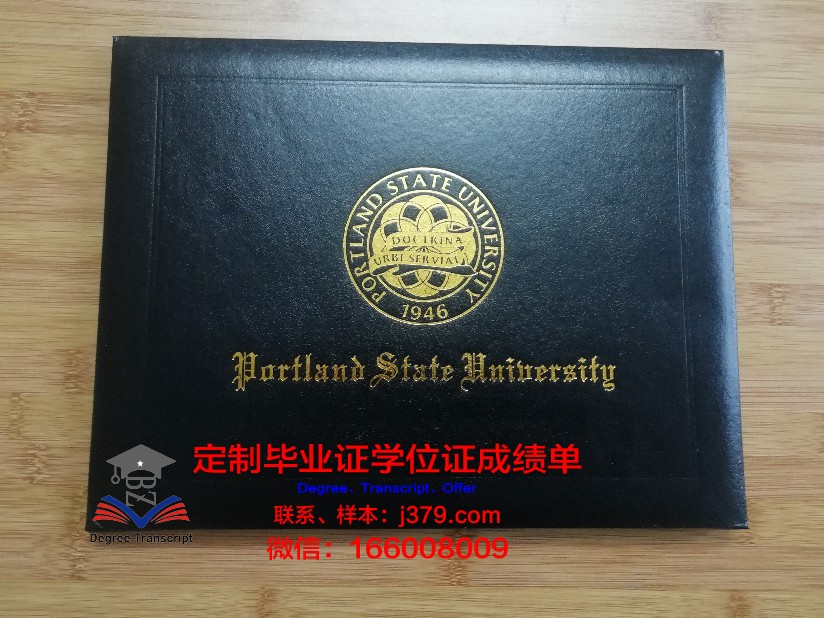 PORTLAND STATE UNIVERSITY
DOCTRINA
URBI SERVIAT
1946
Portland State University
定制毕业证学位证成绩单
Degree、Transcript、Offer
BZ
联系、样本：j379.com
Degree Transcript
微信：166008009